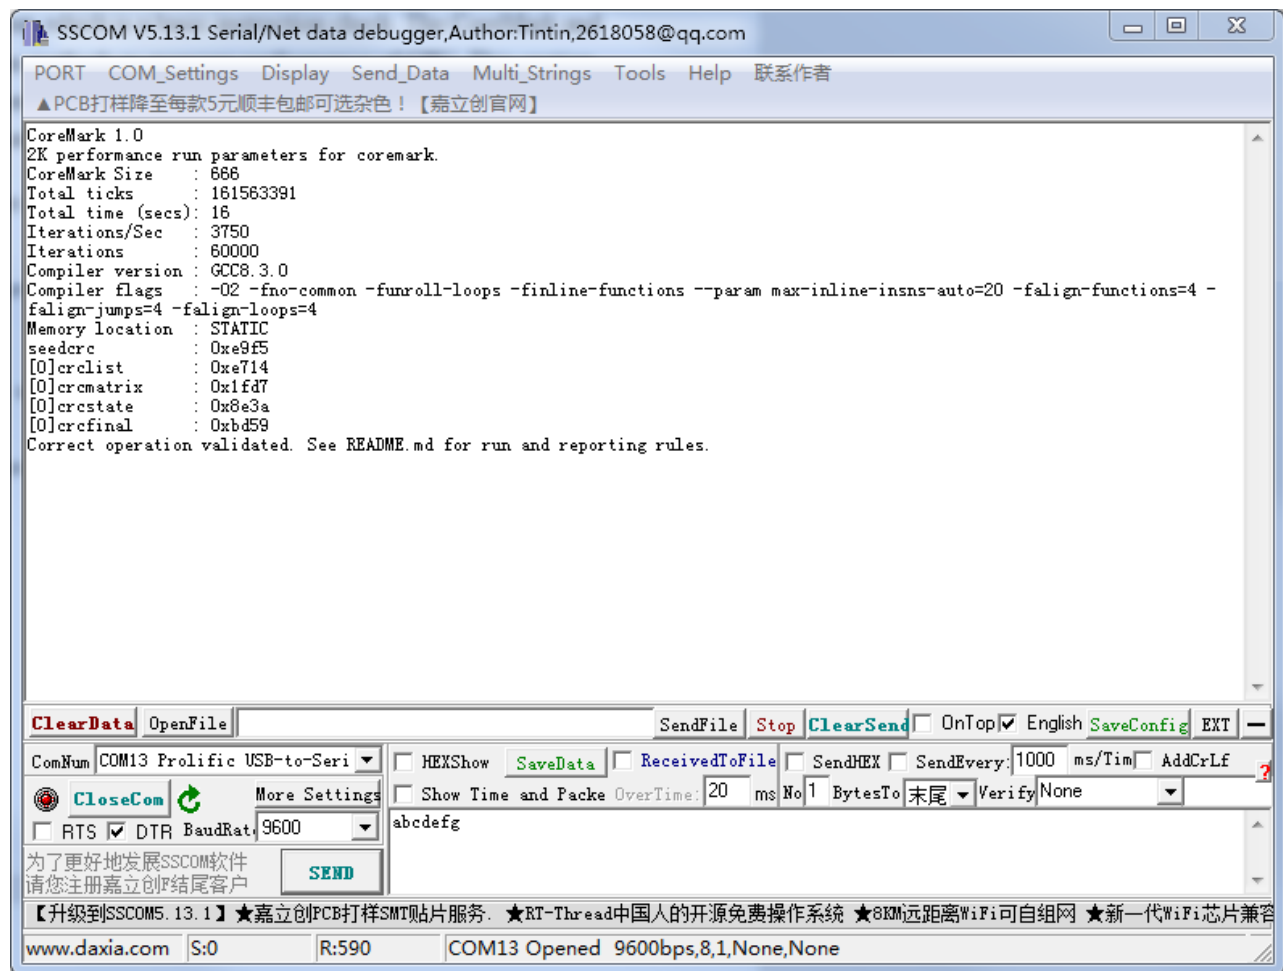 SSCOM V5.13.1 Serial/Net data debugger,Author:Tintin,2618058@qq.com
PORT COM_Settings Display Send_Data Multi_Strings Tools Help 联系作者
▲PCB打样降至每款5元顺丰包邮可选杂色！【嘉立创官网】
CoreMark 1.0
2K performance run parameters for coremark.
CoreMark Size : 666
Total ticks : 161563391
Total time (secs): 16
Iterations/Sec : 3750
Iterations : 60000
Compiler version : GCC8.3.0
Compiler flags : -O2 -fno-common -funroll-loops -finline-functions --param max-inline-insns-auto=20 -falign-functions=4 -
falign-jumps=4 -falign-loops=4
Memory location : STATIC
seedcrc : 0xe9f5
[0]crclist : 0xe714
[0]crcmatrix : 0x1fd7
[0]crcstate : 0x8e3a
[0]crcfinal : 0xbd59
Correct operation validated. See README.md for run and reporting rules.
ClearData OpenFile SendFile Stop ClearSend OnTop English SaveConfig EXT —
ComNum COM13 Prolific USB-to-Seri HEXShow SaveData ReceivedToFile SendHEX SendEvery: 1000 ms/Tim AddCrLf ?
CloseCom More Settings Show Time and Packe OverTime: 20 ms No 1 BytesTo 末尾 Verify None
RTS DTR BaudRat 9600 abcdefg
为了更好地发展SSCOM软件
请您注册嘉立创F结尾客户 SEND
【升级到SSCOM5.13.1】★嘉立创PCB打样SMT贴片服务. ★RT-Thread中国人的开源免费操作系统 ★8KM远距离WiFi可自组网 ★新一代WiFi芯片兼容
www.daxia.com S:0 R:590 COM13 Opened 9600bps,8,1,None,None